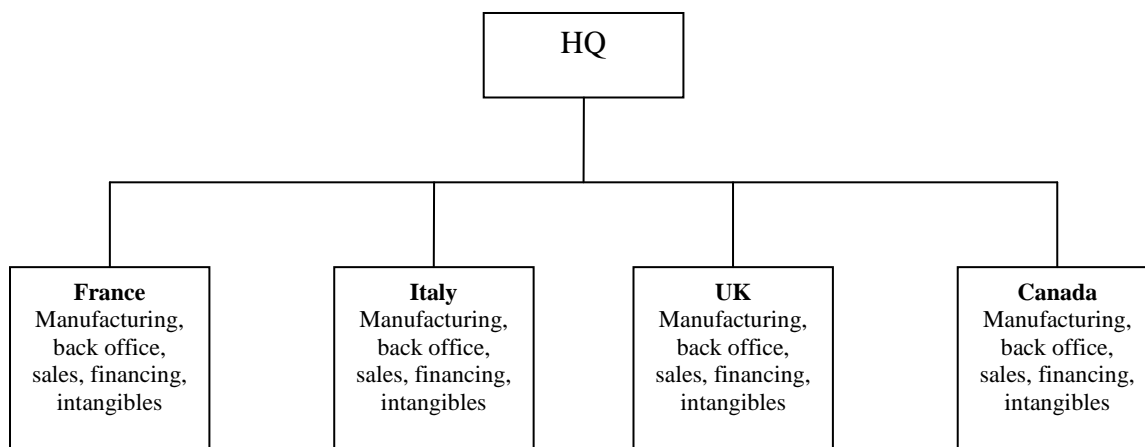 HQ
France
Manufacturing,
back office,
sales, financing,
intangibles
Italy
Manufacturing,
back office,
sales, financing,
intangibles
UK
Manufacturing,
back office,
sales, financing,
intangibles
Canada
Manufacturing,
back office,
sales, financing,
intangibles